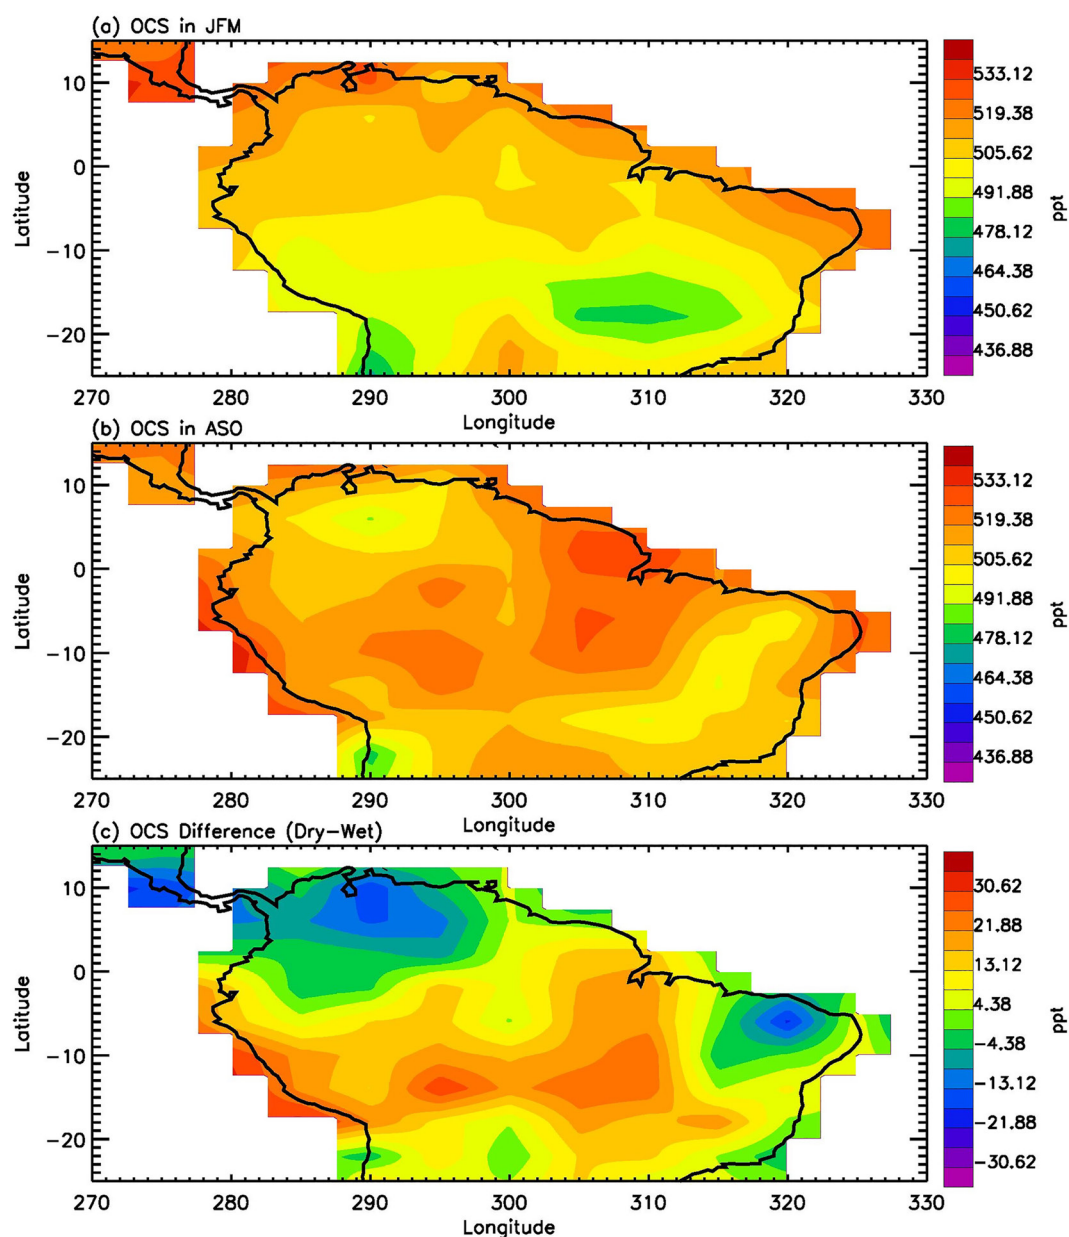 (a) OCS in JFM
10
0
−10
−20
Latitude
270 280 290 300 310 320 330
Longitude
533.12
519.38
505.62
491.88
478.12
464.38
450.62
436.88
ppt
(b) OCS in ASO
10
0
−10
−20
Latitude
270 280 290 300 310 320 330
Longitude
533.12
519.38
505.62
491.88
478.12
464.38
450.62
436.88
ppt
(c) OCS Difference (Dry−Wet)
10
0
−10
−20
Latitude
270 280 290 300 310 320 330
Longitude
30.62
21.88
13.12
4.38
−4.38
−13.12
−21.88
−30.62
ppt